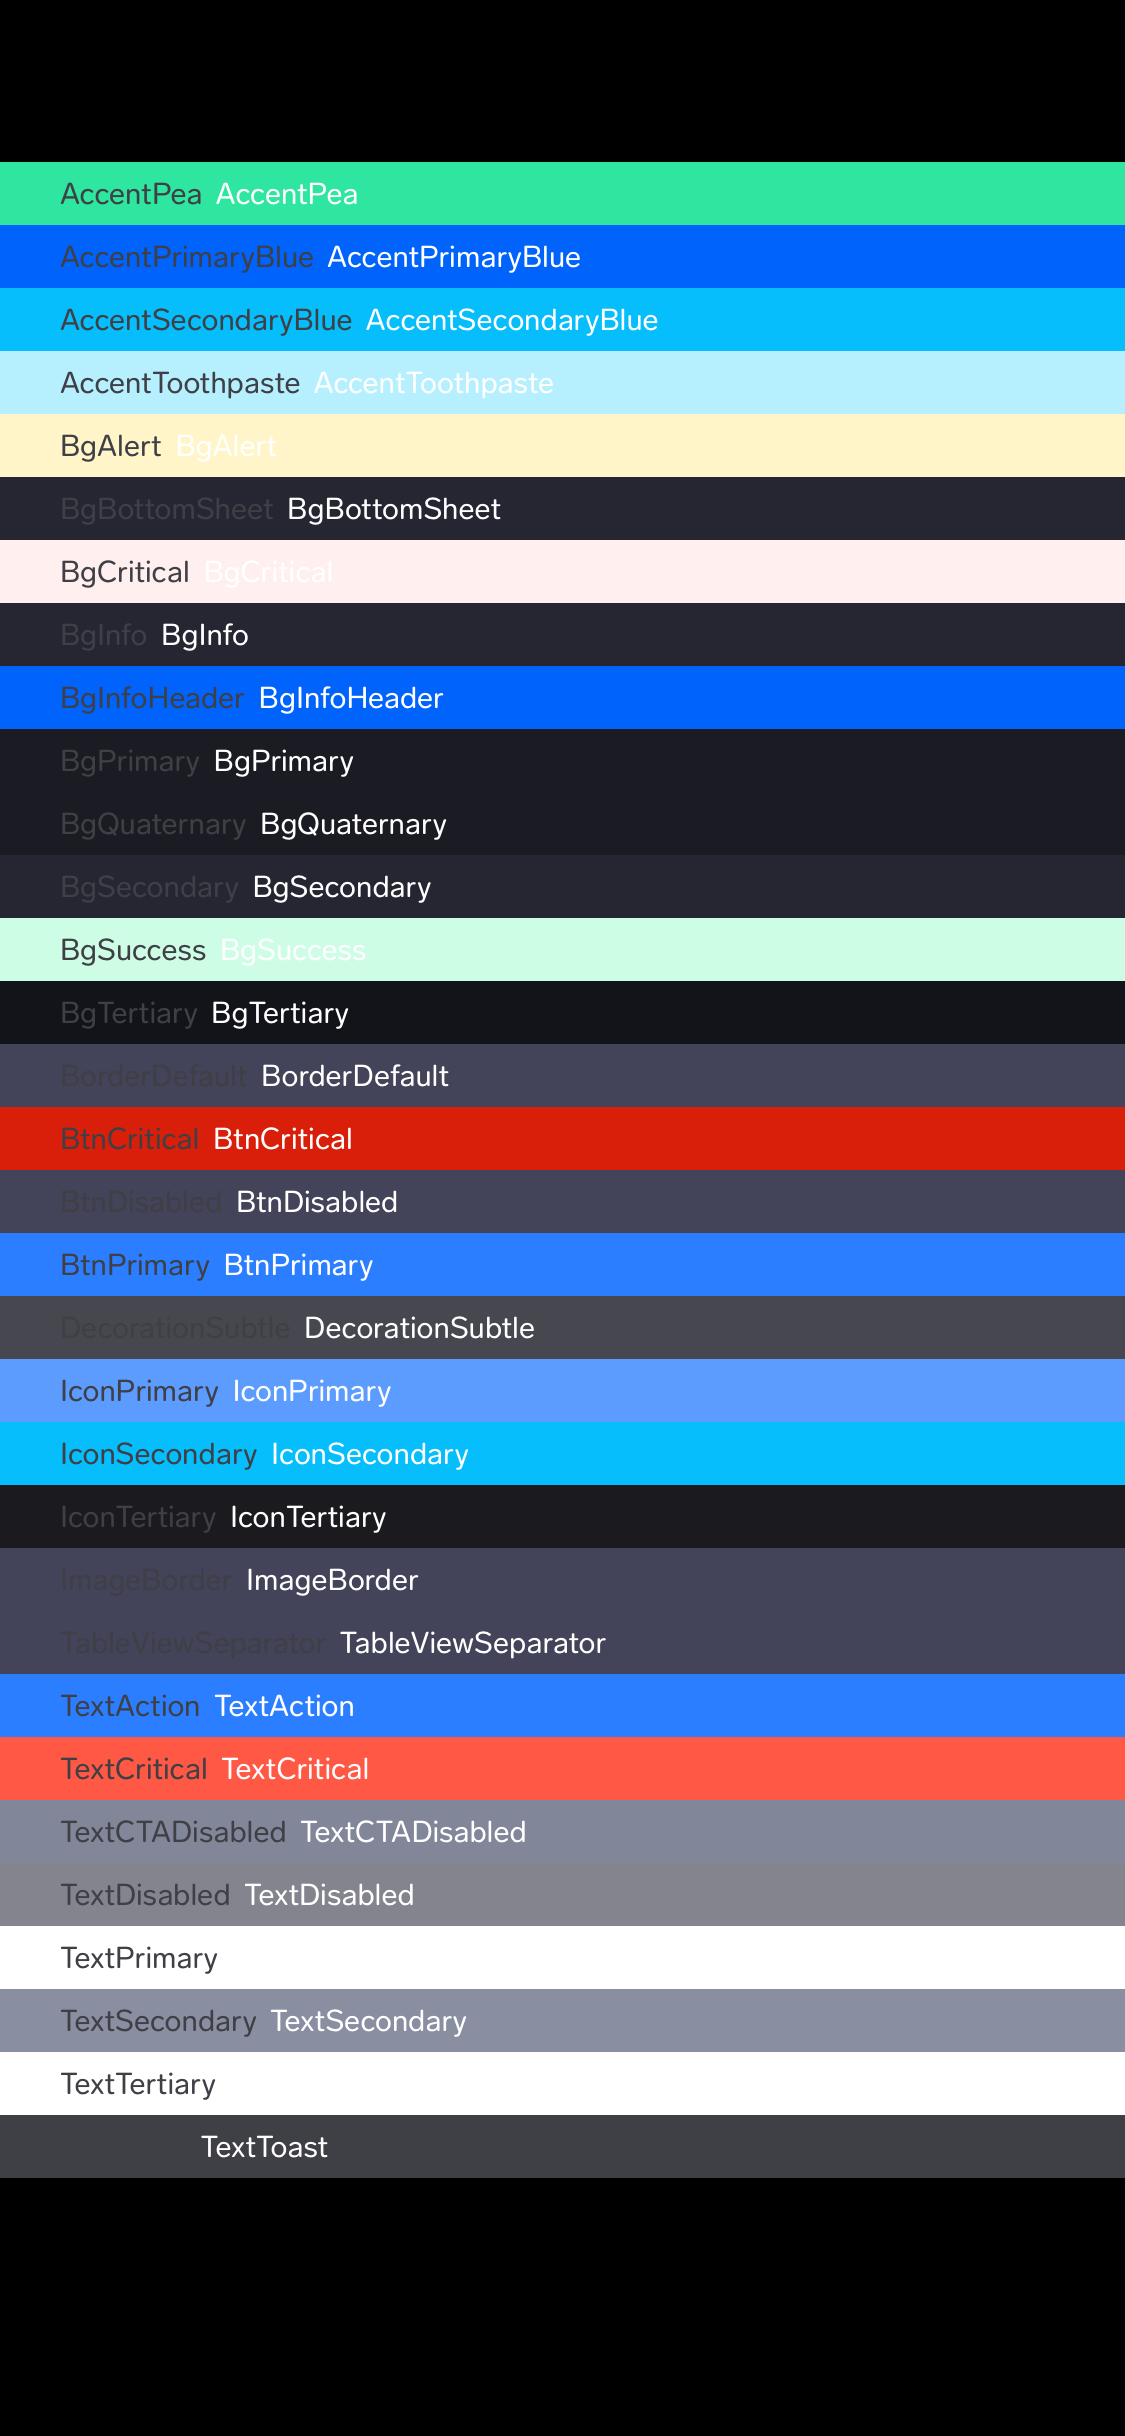 AccentPea AccentPea
AccentPrimaryBlue AccentPrimaryBlue
AccentSecondaryBlue AccentSecondaryBlue
AccentToothpaste AccentToothpaste
BgAlert BgAlert
BgBottomSheet BgBottomSheet
BgCritical BgCritical
BgInfo BgInfo
BgInfoHeader BgInfoHeader
BgPrimary BgPrimary
BgQuaternary BgQuaternary
BgSecondary BgSecondary
BgSuccess BgSuccess
BgTertiary BgTertiary
BorderDefault BorderDefault
BtnCritical BtnCritical
BtnDisabled BtnDisabled
BtnPrimary BtnPrimary
DecorationSubtle DecorationSubtle
IconPrimary IconPrimary
IconSecondary IconSecondary
IconTertiary IconTertiary
ImageBorder ImageBorder
TableViewSeparator TableViewSeparator
TextAction TextAction
TextCritical TextCritical
TextCTADisabled TextCTADisabled
TextDisabled TextDisabled
TextPrimary
TextSecondary TextSecondary
TextTertiary
TextToast